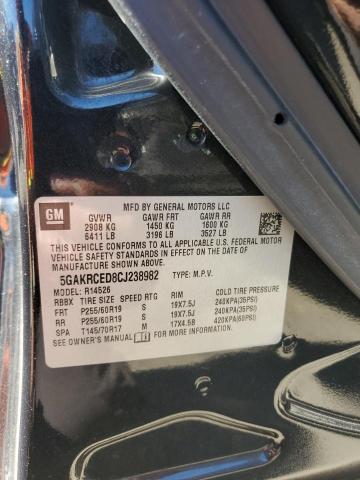 GM
MFD BY GENERAL MOTORS LLC
GVWR GAWR FRT GAWR RR
2908 KG 1450 KG 1600 KG
6411 LB 3196 LB 3527 LB
THIS VEHICLE CONFORMS TO ALL APPLICABLE U.S. FEDERAL MOTOR
VEHICLE SAFETY STANDARDS IN EFFECT ON THE DATE OF
MANUFACTURE SHOWN ABOVE.
5GAKRCED8CJ238982 TYPE: M.P.V.
MODEL: R14526
RBBX TIRE SIZE SPEED RTG RIM COLD TIRE PRESSURE
FRT P255/60R19 S 19X7.5J 240KPA(35PSI)
RR P255/60R19 S 19X7.5J 240KPA(35PSI)
SPA T145/70R17 M 17X4.5B 420KPA(60PSI)
SEE OWNER'S MANUAL FOR MORE INFORMATION.